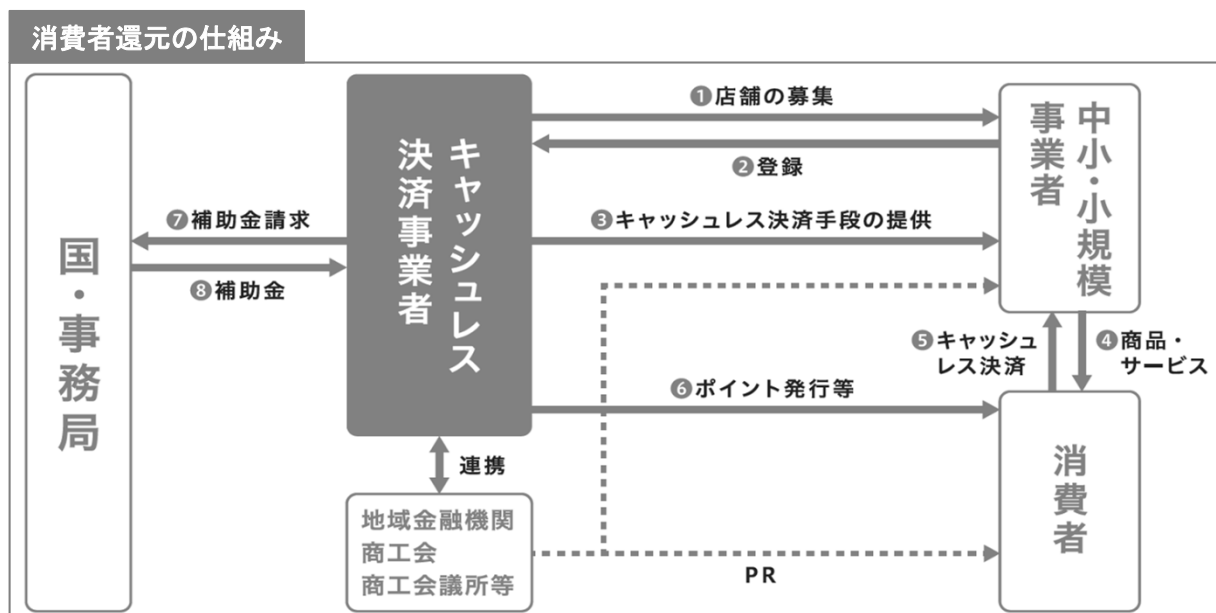 消費者還元の仕組み
国・事務局
❼補助金請求
❽補助金
キャッシュレス
決済事業者
連携
地域金融機関
商工会
商工会議所等
❶店舗の募集
❷登録
❸キャッシュレス決済手段の提供
中小・小規模
事業者
❺キャッシュ
レス決済
❹商品・
サービス
❻ポイント発行等
消費者
PR